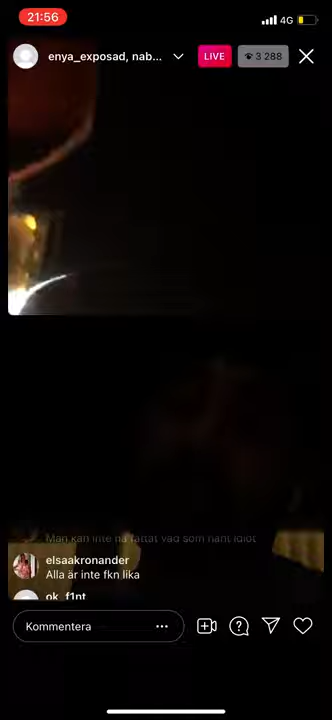 21:56
4G
enya_exposad, nab...
LIVE
3 288
Man kan inte ha fattat vad som hänt idiot
elsaakronander
Alla är inte fkn lika
ok_f1nt
Kommentera